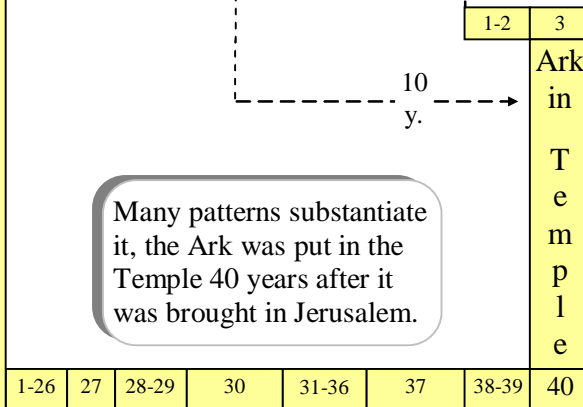 1-2 3
Ark
in
T
e
m
p
l
e
10
y.
Many patterns substantiate
it, the Ark was put in the
Temple 40 years after it
was brought in Jerusalem.
1-26 27 28-29 30 31-36 37 38-39 40